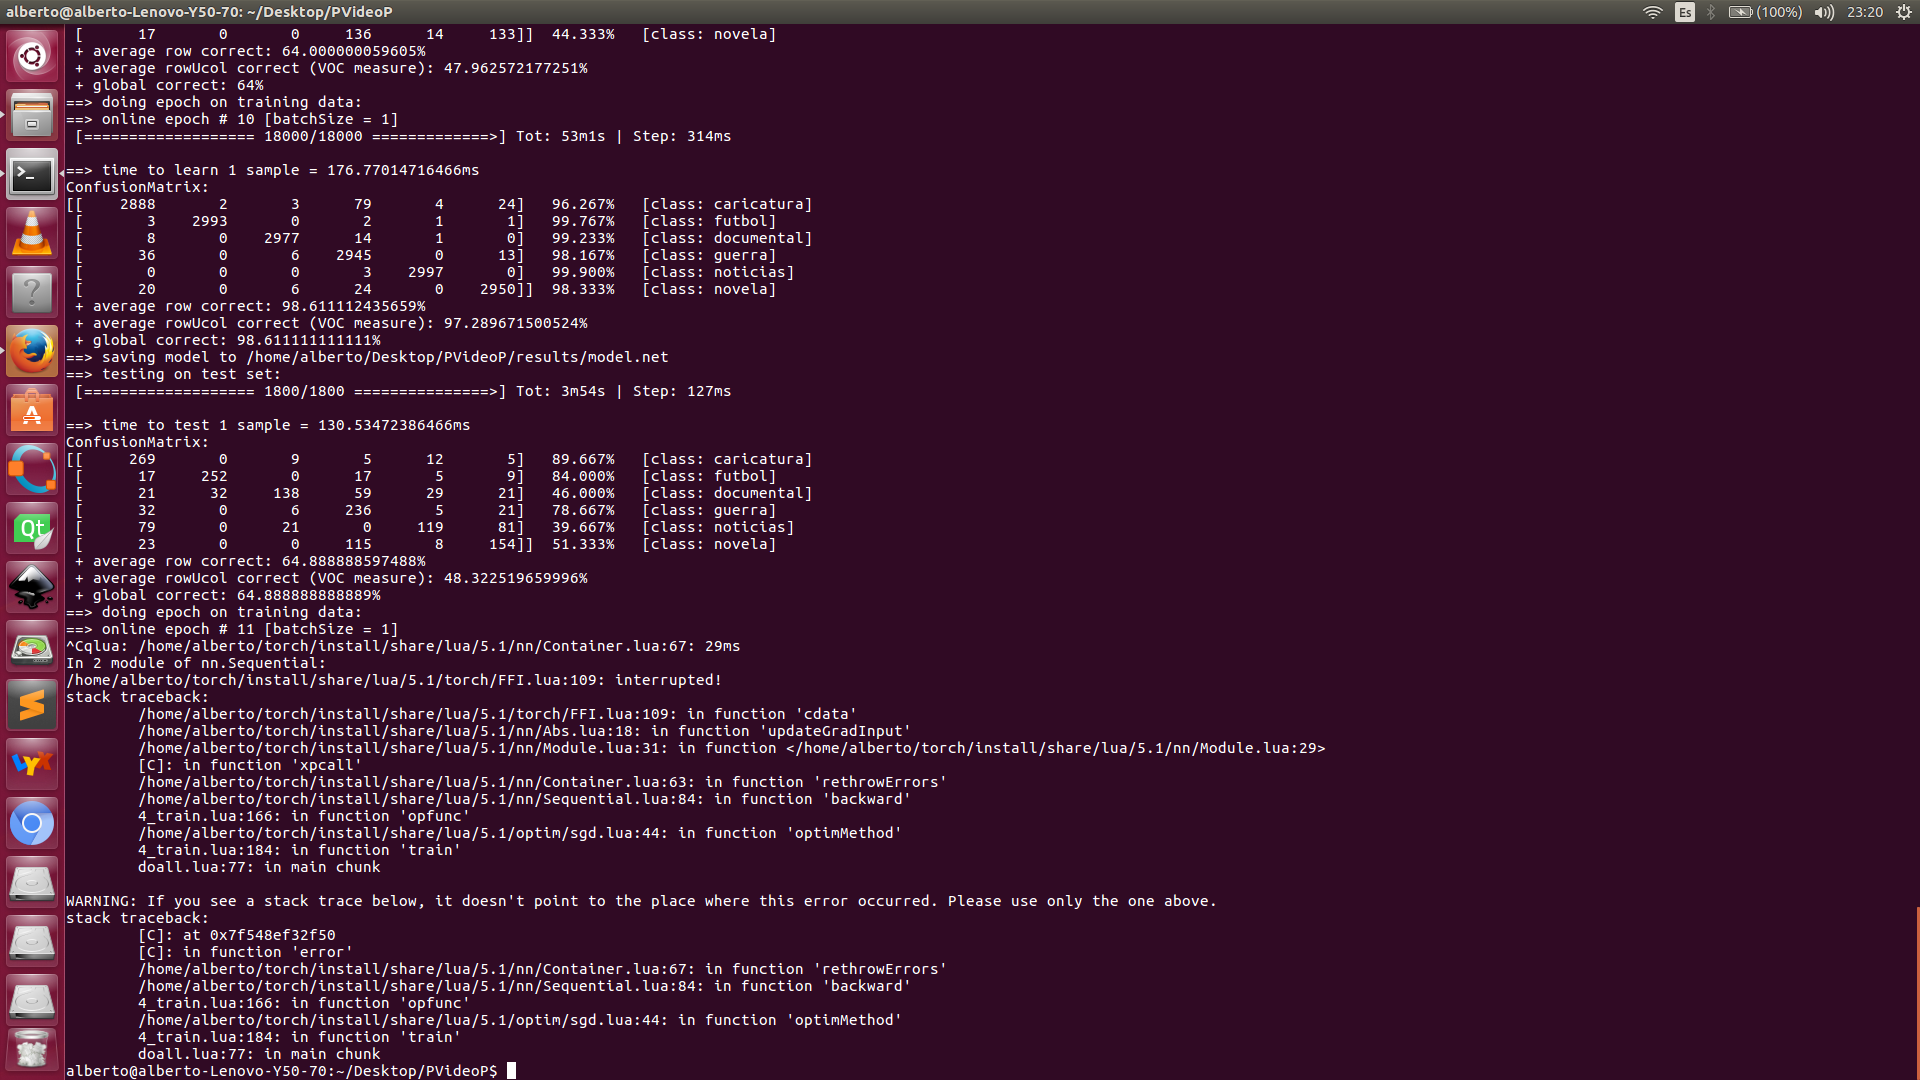 alberto@alberto-Lenovo-Y50-70: ~/Desktop/PVideoP
Es
(100%)
23:20
[ 17 0 0 136 14 133]] 44.333% [class: novela]
+ average row correct: 64.000000059605%
+ average rowUcol correct (VOC measure): 47.962572177251%
+ global correct: 64%
==> doing epoch on training data:
==> online epoch # 10 [batchSize = 1]
[=================== 18000/18000 =============>] Tot: 53m1s | Step: 314ms
==> time to learn 1 sample = 176.77014716466ms
ConfusionMatrix:
[[ 2888 2 3 79 4 24] 96.267% [class: caricatura]
[ 3 2993 0 2 1 1] 99.767% [class: futbol]
[ 8 0 2977 14 1 0] 99.233% [class: documental]
[ 36 0 6 2945 0 13] 98.167% [class: guerra]
[ 0 0 0 3 2997 0] 99.900% [class: noticias]
[ 20 0 6 24 0 2950]] 98.333% [class: novela]
+ average row correct: 98.611112435659%
+ average rowUcol correct (VOC measure): 97.289671500524%
+ global correct: 98.611111111111%
==> saving model to /home/alberto/Desktop/PVideoP/results/model.net
==> testing on test set:
[=================== 1800/1800 ===============>] Tot: 3m54s | Step: 127ms
==> time to test 1 sample = 130.53472386466ms
ConfusionMatrix:
[[ 269 0 9 5 12 5] 89.667% [class: caricatura]
[ 17 252 0 17 5 9] 84.000% [class: futbol]
[ 21 32 138 59 29 21] 46.000% [class: documental]
[ 32 0 6 236 5 21] 78.667% [class: guerra]
[ 79 0 21 0 119 81] 39.667% [class: noticias]
[ 23 0 0 115 8 154]] 51.333% [class: novela]
+ average row correct: 64.888888597488%
+ average rowUcol correct (VOC measure): 48.322519659996%
+ global correct: 64.888888888889%
==> doing epoch on training data:
==> online epoch # 11 [batchSize = 1]
^Cqlua: /home/alberto/torch/install/share/lua/5.1/nn/Container.lua:67: 29ms
In 2 module of nn.Sequential:
/home/alberto/torch/install/share/lua/5.1/torch/FFI.lua:109: interrupted!
stack traceback:
/home/alberto/torch/install/share/lua/5.1/torch/FFI.lua:109: in function 'cdata'
/home/alberto/torch/install/share/lua/5.1/nn/Abs.lua:18: in function 'updateGradInput'
/home/alberto/torch/install/share/lua/5.1/nn/Module.lua:31: in function </home/alberto/torch/install/share/lua/5.1/nn/Module.lua:29>
[C]: in function 'xpcall'
/home/alberto/torch/install/share/lua/5.1/nn/Container.lua:63: in function 'rethrowErrors'
/home/alberto/torch/install/share/lua/5.1/nn/Sequential.lua:84: in function 'backward'
4_train.lua:166: in function 'opfunc'
/home/alberto/torch/install/share/lua/5.1/optim/sgd.lua:44: in function 'optimMethod'
4_train.lua:184: in function 'train'
doall.lua:77: in main chunk
WARNING: If you see a stack trace below, it doesn't point to the place where this error occurred. Please use only the one above.
stack traceback:
[C]: at 0x7f548ef32f50
[C]: in function 'error'
/home/alberto/torch/install/share/lua/5.1/nn/Container.lua:67: in function 'rethrowErrors'
/home/alberto/torch/install/share/lua/5.1/nn/Sequential.lua:84: in function 'backward'
4_train.lua:166: in function 'opfunc'
/home/alberto/torch/install/share/lua/5.1/optim/sgd.lua:44: in function 'optimMethod'
4_train.lua:184: in function 'train'
doall.lua:77: in main chunk
alberto@alberto-Lenovo-Y50-70:~/Desktop/PVideoP$
Qt
LYX